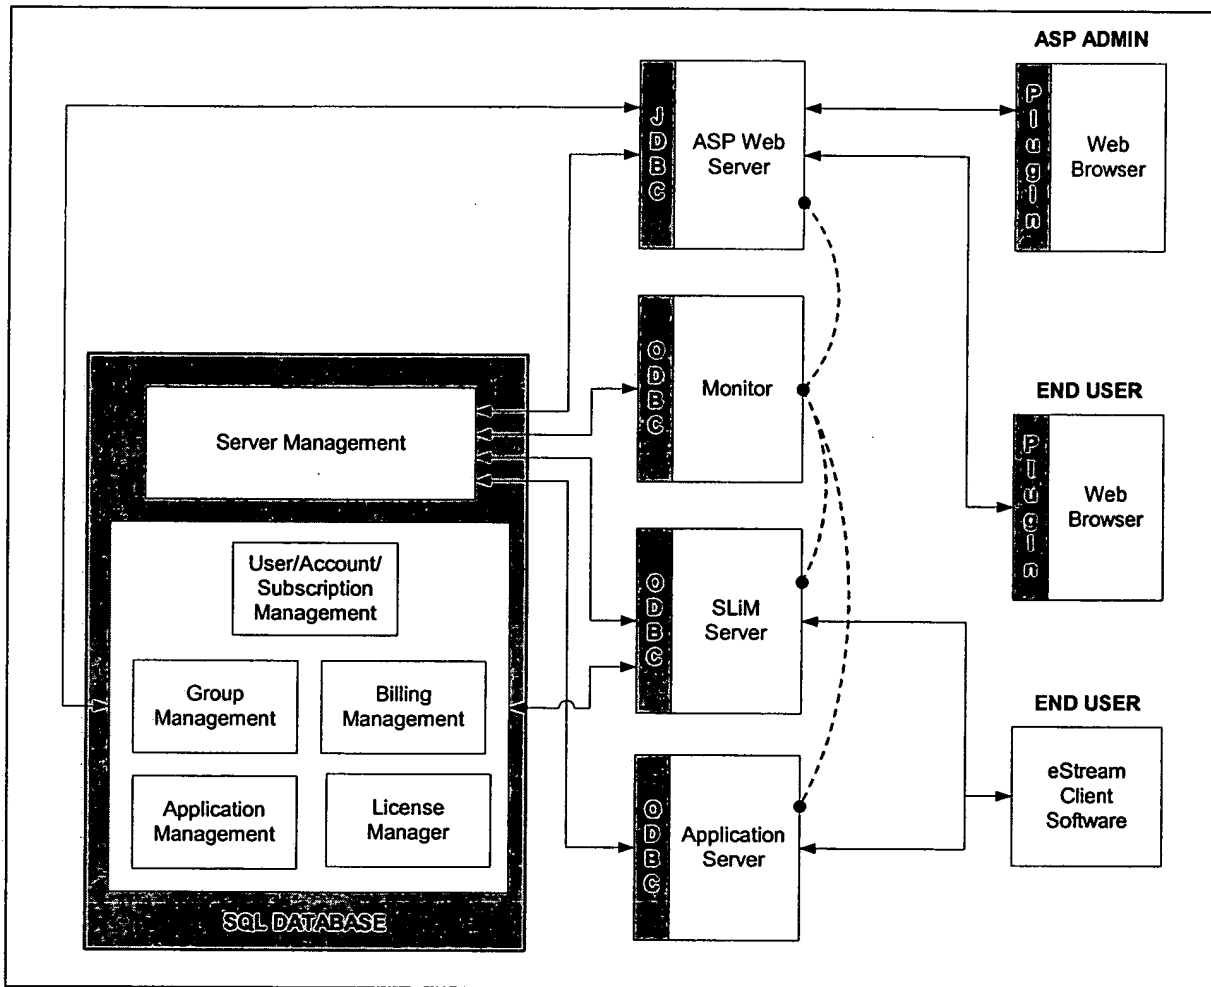 ASP ADMIN
JDBC
ASP Web
Server
PlugIn
Web
Browser
ODBC
Monitor
END USER
PlugIn
Web
Browser
Server Management
User/Account/
Subscription
Management
ODBC
SLiM
Server
Group
Management
Billing
Management
END USER
eStream
Client
Software
Application
Management
License
Manager
ODBC
Application
Server
SQL DATABASE